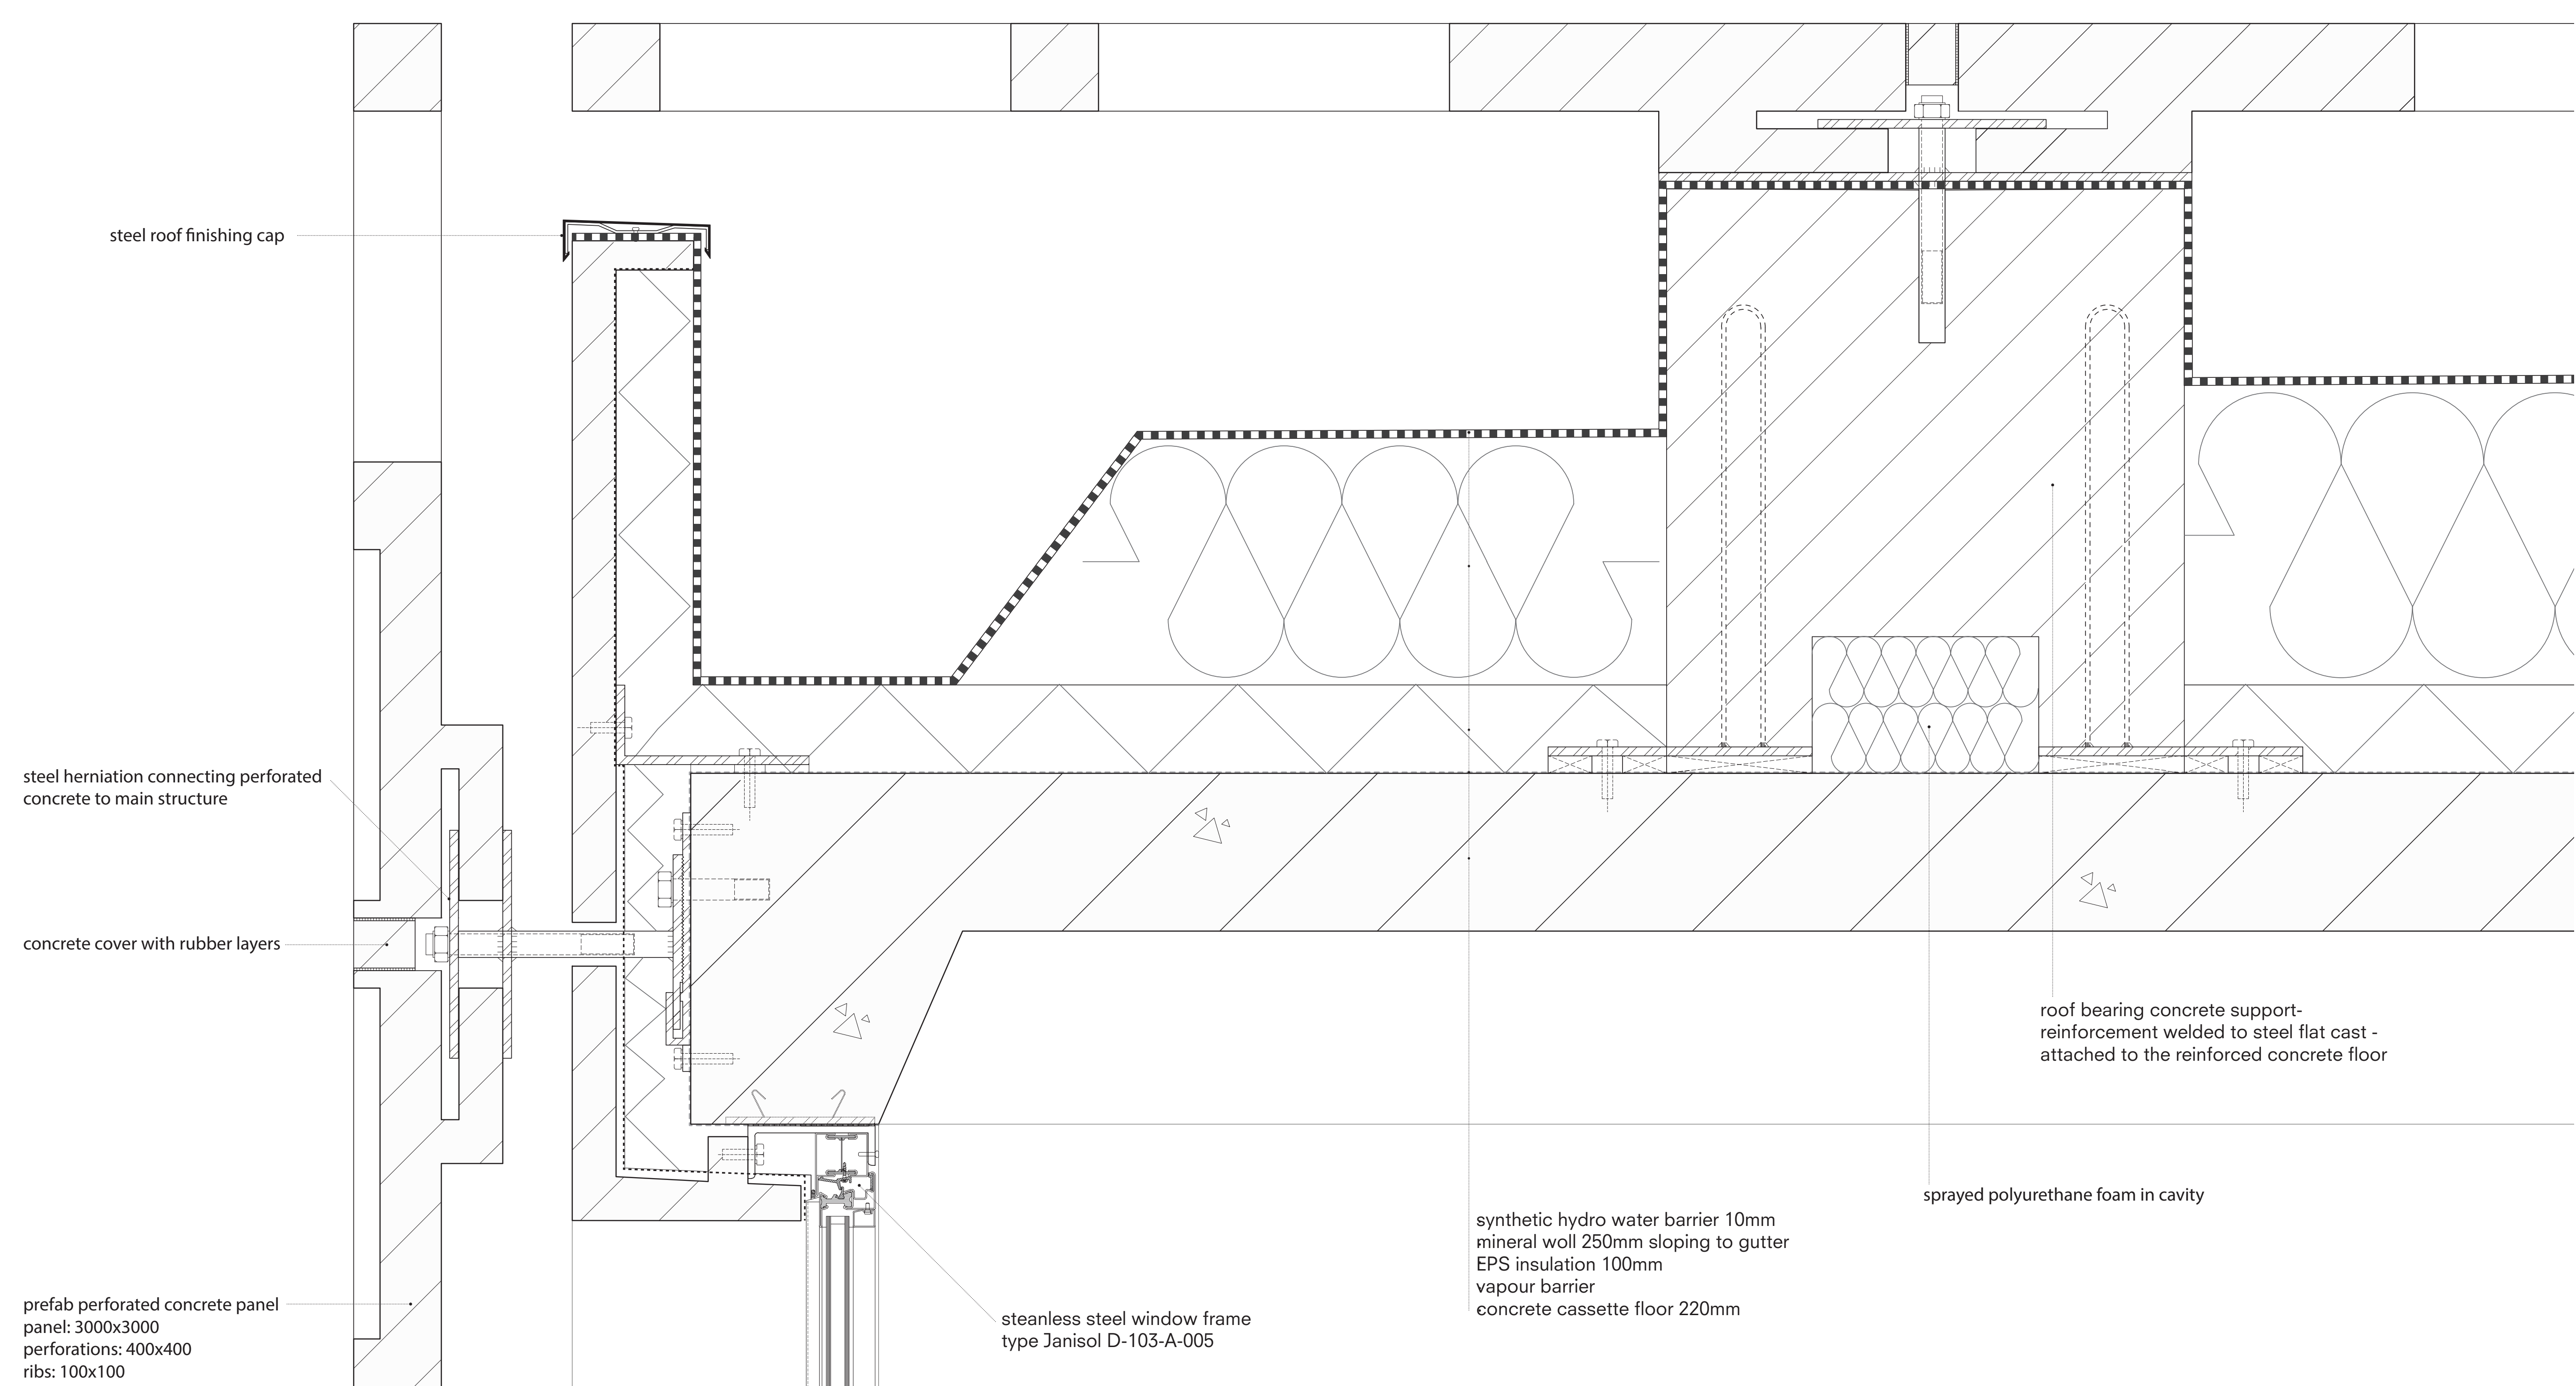 steel roof finishing cap
steel herniation connecting perforated
concrete to main structure
concrete cover with rubber layers
prefab perforated concrete panel
panel: 3000x3000
perforations: 400x400
ribs: 100x100
steanless steel window frame
type Janisol D-103-A-005
synthetic hydro water barrier 10mm
mineral woll 250mm sloping to gutter
EPS insulation 100mm
vapour barrier
concrete cassette floor 220mm
sprayed polyurethane foam in cavity
roof bearing concrete support-
reinforcement welded to steel flat cast -
attached to the reinforced concrete floor